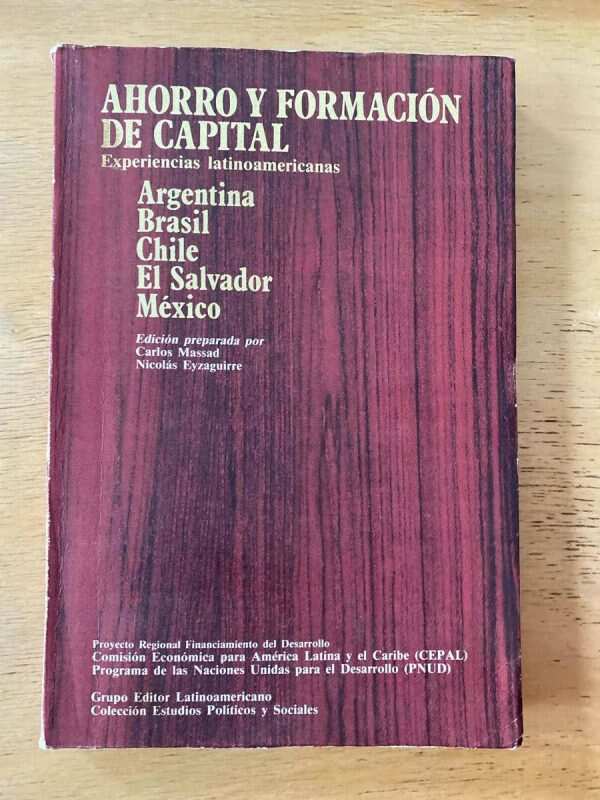 AHORRO Y FORMACIÓN
DE CAPITAL
Experiencias latinoamericanas
Argentina
Brasil
Chile
El Salvador
México
Edición preparada por
Carlos Massad
Nicolás Eyzaguirre
Proyecto Regional Financiamiento del Desarrollo
Comisión Económica para América Latina y el Caribe (CEPAL)
Programa de las Naciones Unidas para el Desarrollo (PNUD)
Grupo Editor Latinoamericano
Colección Estudios Políticos y Sociales